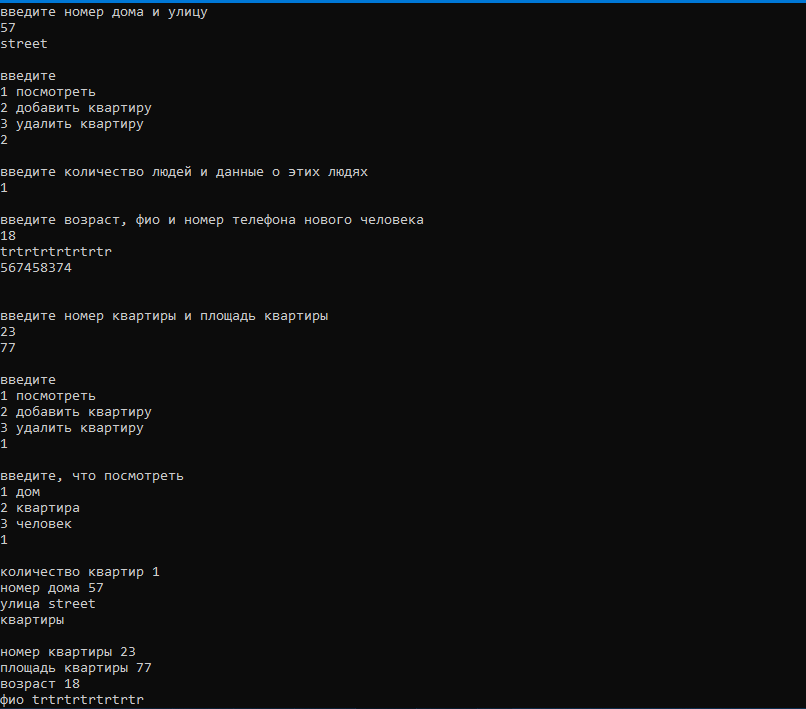 введите номер дома и улицу
57
street
введите
1 посмотреть
2 добавить квартиру
3 удалить квартиру
2
введите количество людей и данные о этих людях
1
введите возраст, фио и номер телефона нового человека
18
trtrtrtrtrtrtr
567458374
введите номер квартиры и площадь квартиры
23
77
введите
1 посмотреть
2 добавить квартиру
3 удалить квартиру
1
введите, что посмотреть
1 дом
2 квартира
3 человек
1
количество квартир 1
номер дома 57
улица street
квартиры
номер квартиры 23
площадь квартиры 77
возраст 18
фио trtrtrtrtrtrtr